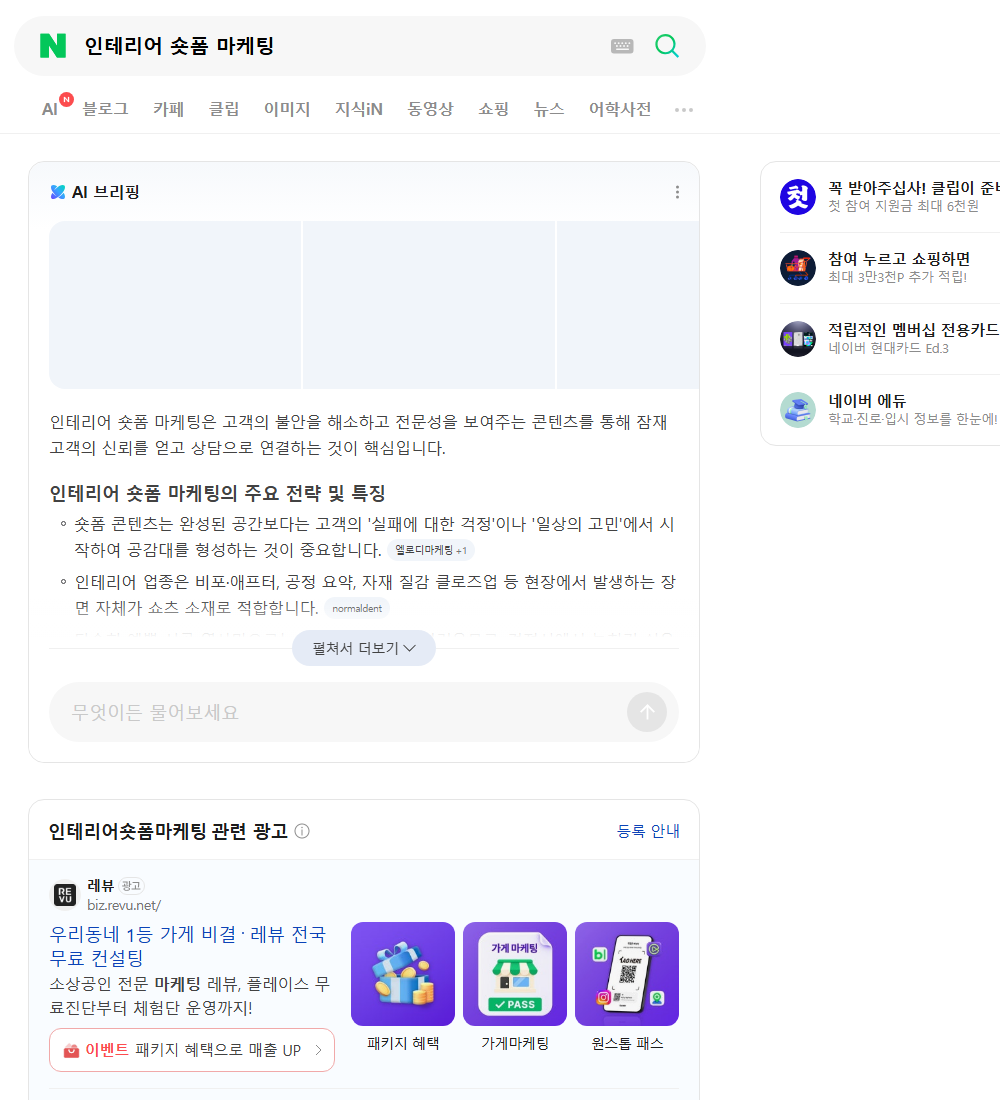 인테리어 숏폼 마케팅
AI N 블로그 카페 클립 이미지 지식iN 동영상 쇼핑 뉴스 어학사전
AI 브리핑
인테리어 숏폼 마케팅은 고객의 불안을 해소하고 전문성을 보여주는 콘텐츠를 통해 잠재
고객의 신뢰를 얻고 상담으로 연결하는 것이 핵심입니다.
인테리어 숏폼 마케팅의 주요 전략 및 특징
숏폼 콘텐츠는 완성된 공간보다는 고객의 '실패에 대한 걱정'이나 '일상의 고민'에서 시
작하여 공감대를 형성하는 것이 중요합니다. 엘로디마케팅 +1
인테리어 업종은 비포·애프터, 공정 요약, 자재 질감 클로즈업 등 현장에서 발생하는 장
면 자체가 쇼츠 소재로 적합합니다. normaldent
펼쳐서 더보기
무엇이든 물어보세요
꼭 받아주십사! 클립이 준비
첫 참여 지원금 최대 6천원
첫
참여 누르고 쇼핑하면
최대 3만3천P 추가 적립!
적립적인 멤버십 전용카드
네이버 현대카드 Ed.3
네이버 에듀
학교·진로·입시 정보를 한눈에!
인테리어숏폼마케팅 관련 광고
등록 안내
REVU
레뷰 광고
biz.revu.net/
우리동네 1등 가게 비결 · 레뷰 전국
무료 컨설팅
소상공인 전문 마케팅 레뷰, 플레이스 무
료진단부터 체험단 운영까지!
이벤트 패키지 혜택으로 매출 UP
가게 마케팅
PASS
패키지 혜택
가게마케팅
원스톱 패스